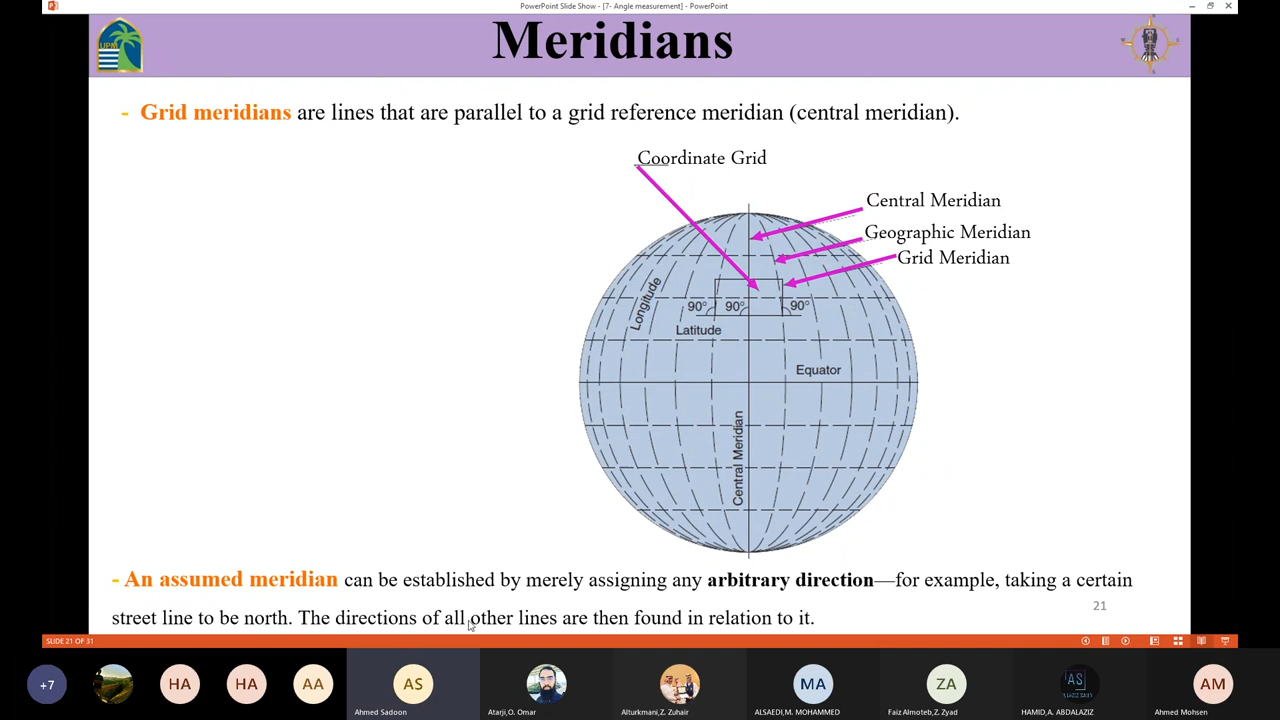 PowerPoint Slide Show - [7- Angle measurement] - PowerPoint
Meridians
UPM
- Grid meridians are lines that are parallel to a grid reference meridian (central meridian).
Coordinate Grid
Central Meridian
Geographic Meridian
Grid Meridian
Longitude
90° 90° 90°
Latitude
Equator
Central Meridian
- An assumed meridian can be established by merely assigning any arbitrary direction—for example, taking a certain
street line to be north. The directions of all other lines are then found in relation to it.
21
SLIDE 21 OF 31
+7 HA HA AA AS MA ZA AS AM
Ahmed Sadoon Atarji,O. Omar Alturkmani,Z. Zuhair ALSAEDI,M. MOHAMMED Faiz Almoteb,Z. Zyad HAMID,A. ABDALAZIZ Ahmed Mohsen